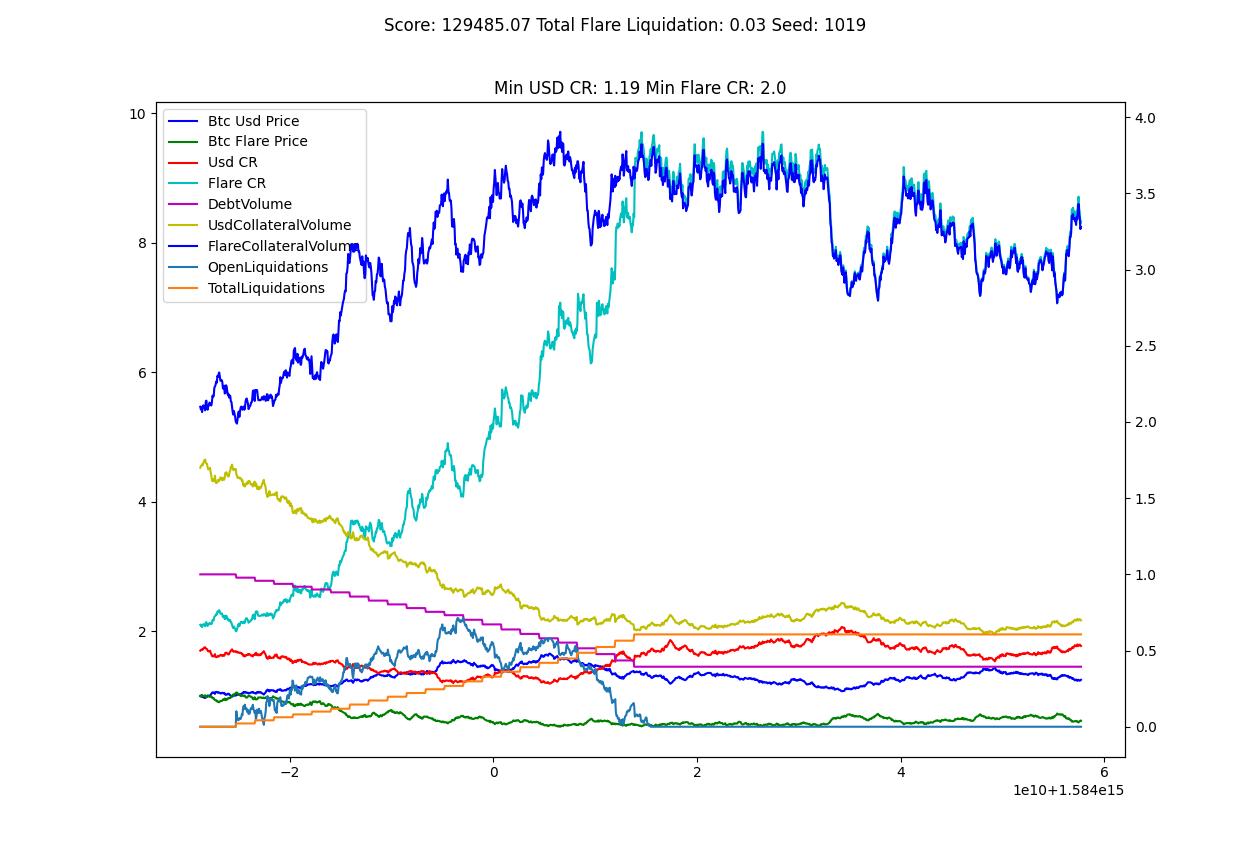 Score: 129485.07 Total Flare Liquidation: 0.03 Seed: 1019
Min USD CR: 1.19 Min Flare CR: 2.0
10
8
6
4
2
4.0
3.5
3.0
2.5
2.0
1.5
1.0
0.5
0.0
Btc Usd Price
Btc Flare Price
Usd CR
Flare CR
DebtVolume
UsdCollateralVolume
FlareCollateralVolume
OpenLiquidations
TotalLiquidations
−2 0 2 4 6
1e10+1.584e15